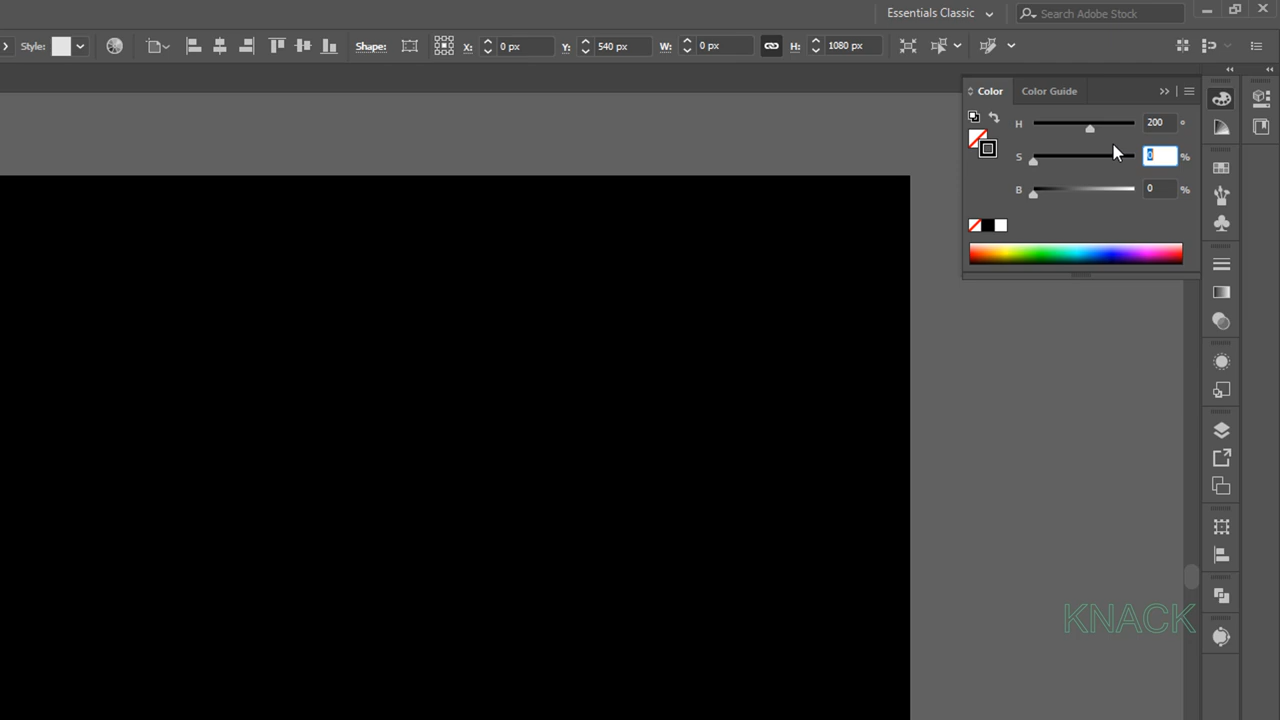 Essentials Classic
Search Adobe Stock
Style:
Shape:
X: 0 px
Y: 540 px
W: 0 px
H: 1080 px
Color
Color Guide
H 200 °
S 0 %
B 0 %
KNACK